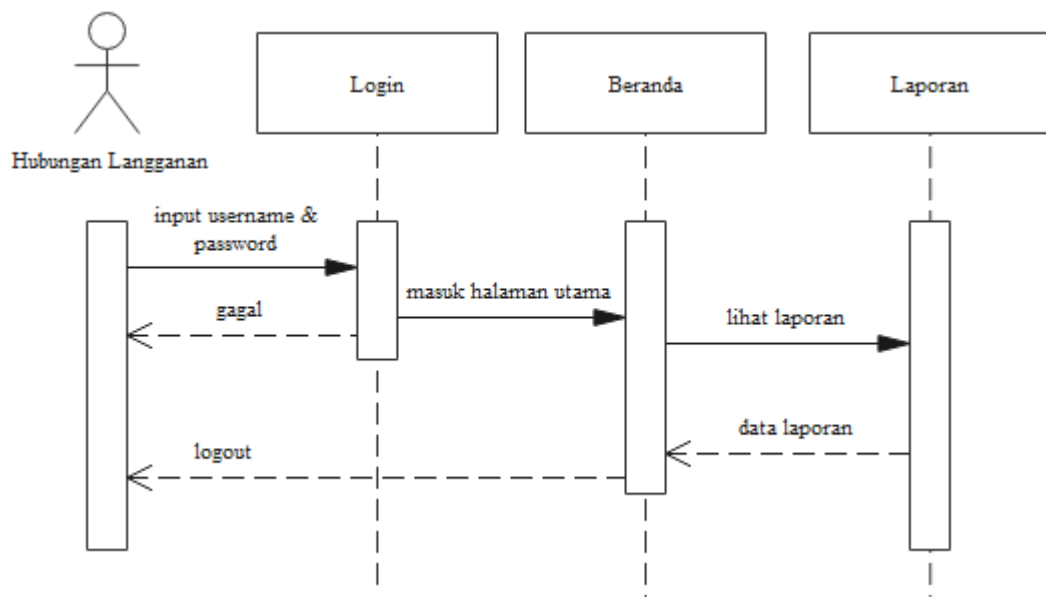 Login
Beranda
Laporan
Hubungan Langganan
input username &
password
masuk halaman utama
gagal
lihat laporan
data laporan
logout